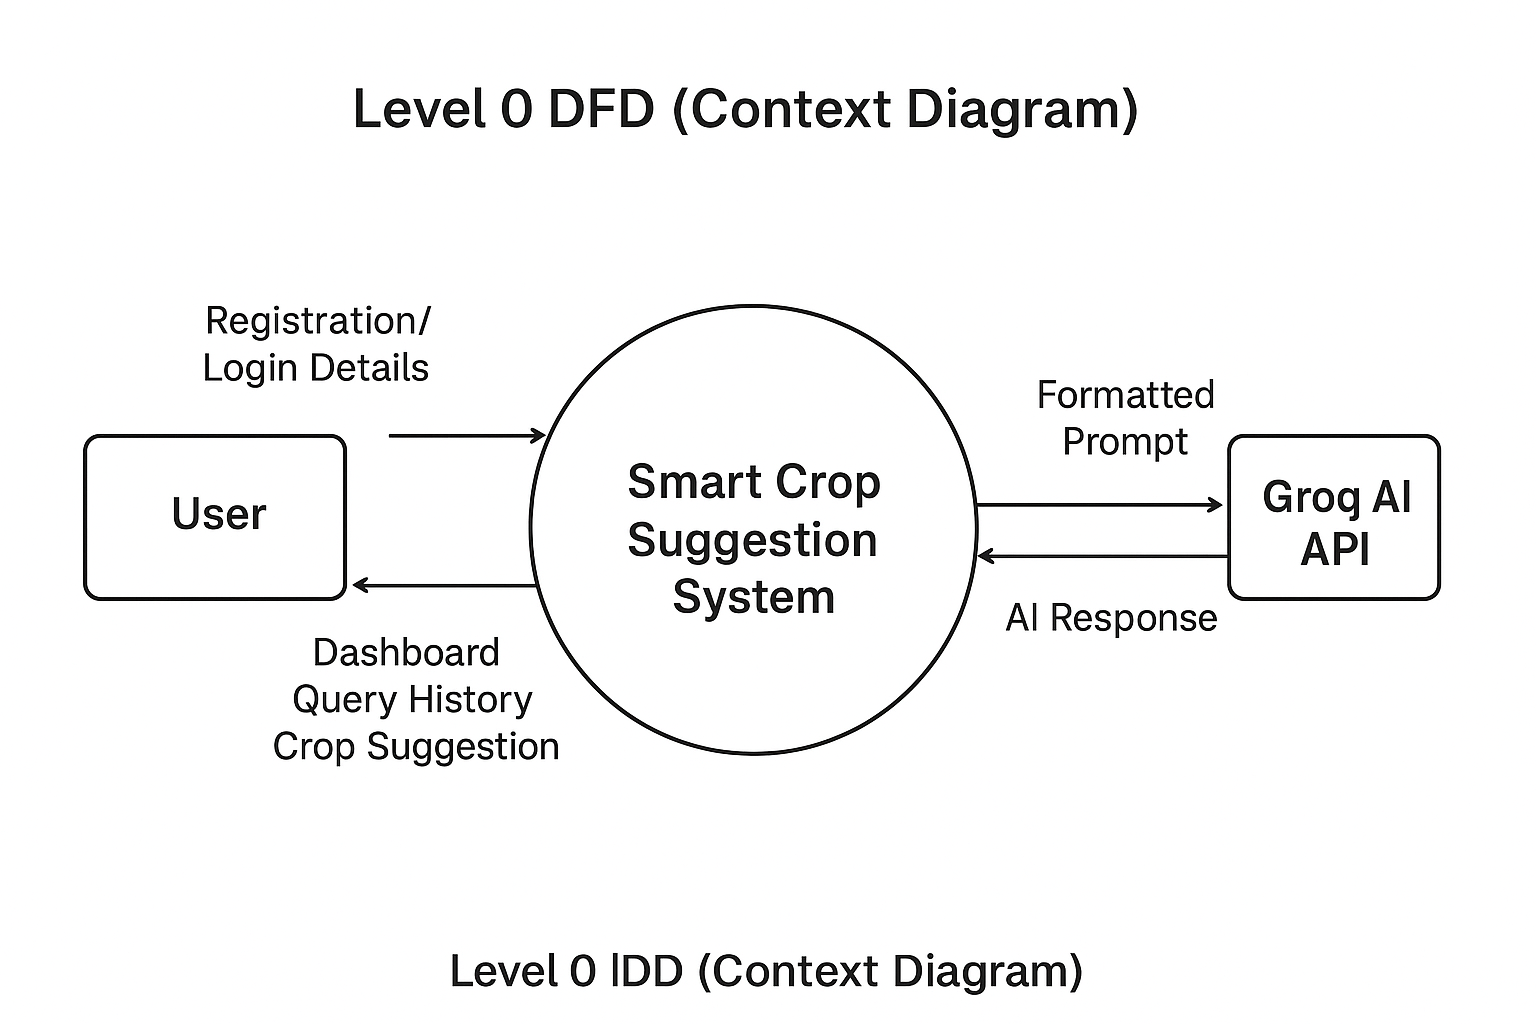 Level 0 DFD (Context Diagram)
Registration/
Login Details
User
Smart Crop
Suggestion
System
Formatted
Prompt
Groq AI
API
AI Response
Dashboard
Query History
Crop Suggestion
Level 0 lDD (Context Diagram)